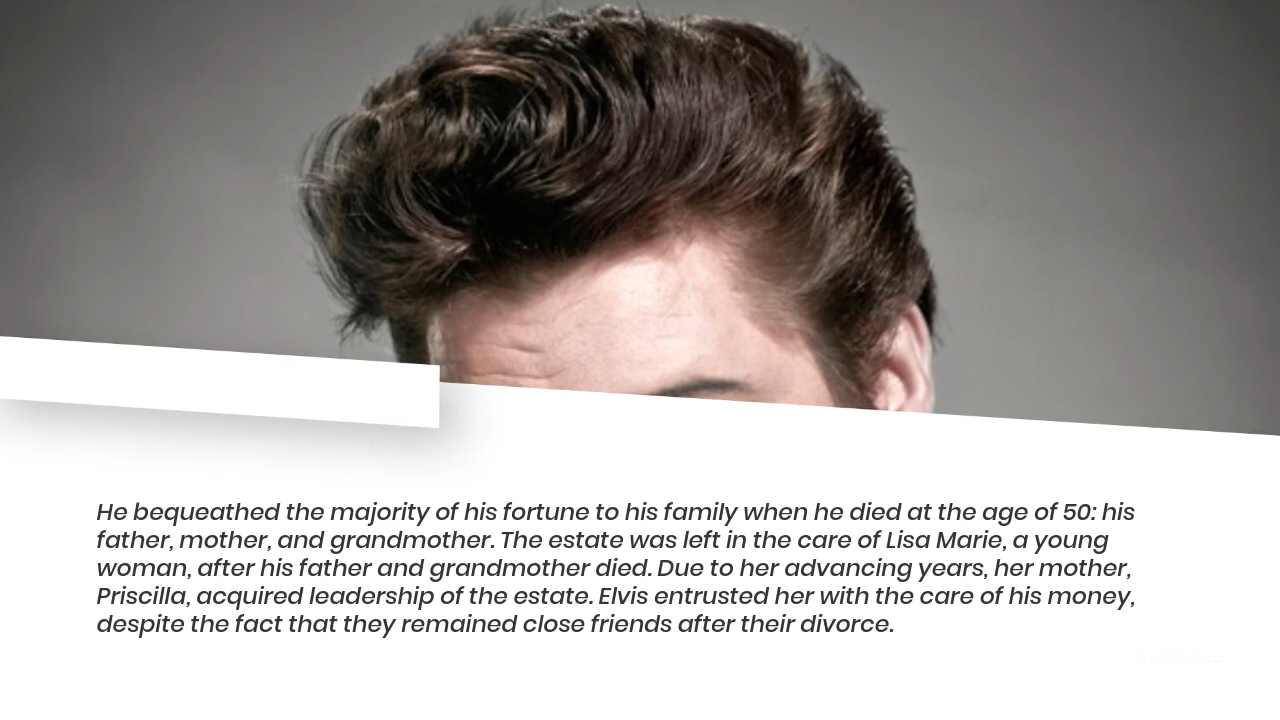 He bequeathed the majority of his fortune to his family when he died at the age of 50: his
father, mother, and grandmother. The estate was left in the care of Lisa Marie, a young
woman, after his father and grandmother died. Due to her advancing years, her mother,
Priscilla, acquired leadership of the estate. Elvis entrusted her with the care of his money,
despite the fact that they remained close friends after their divorce.